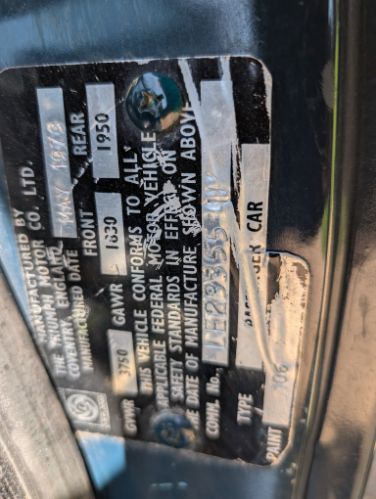 MANUFACTURED BY
THE TRIUMPH MOTOR CO. LTD.
COVENTRY, ENGLAND
MANUFACTURED DATE MAY 1973
FRONT REAR
GVWR 3750 GAWR 1830 1950
THIS VEHICLE CONFORMS TO ALL
APPLICABLE FEDERAL MOTOR VEHICLE
SAFETY STANDARDS IN EFFECT ON
THE DATE OF MANUFACTURE SHOWN ABOVE
COMM. No.
TYPE PASSENGER CAR
PAINT 106